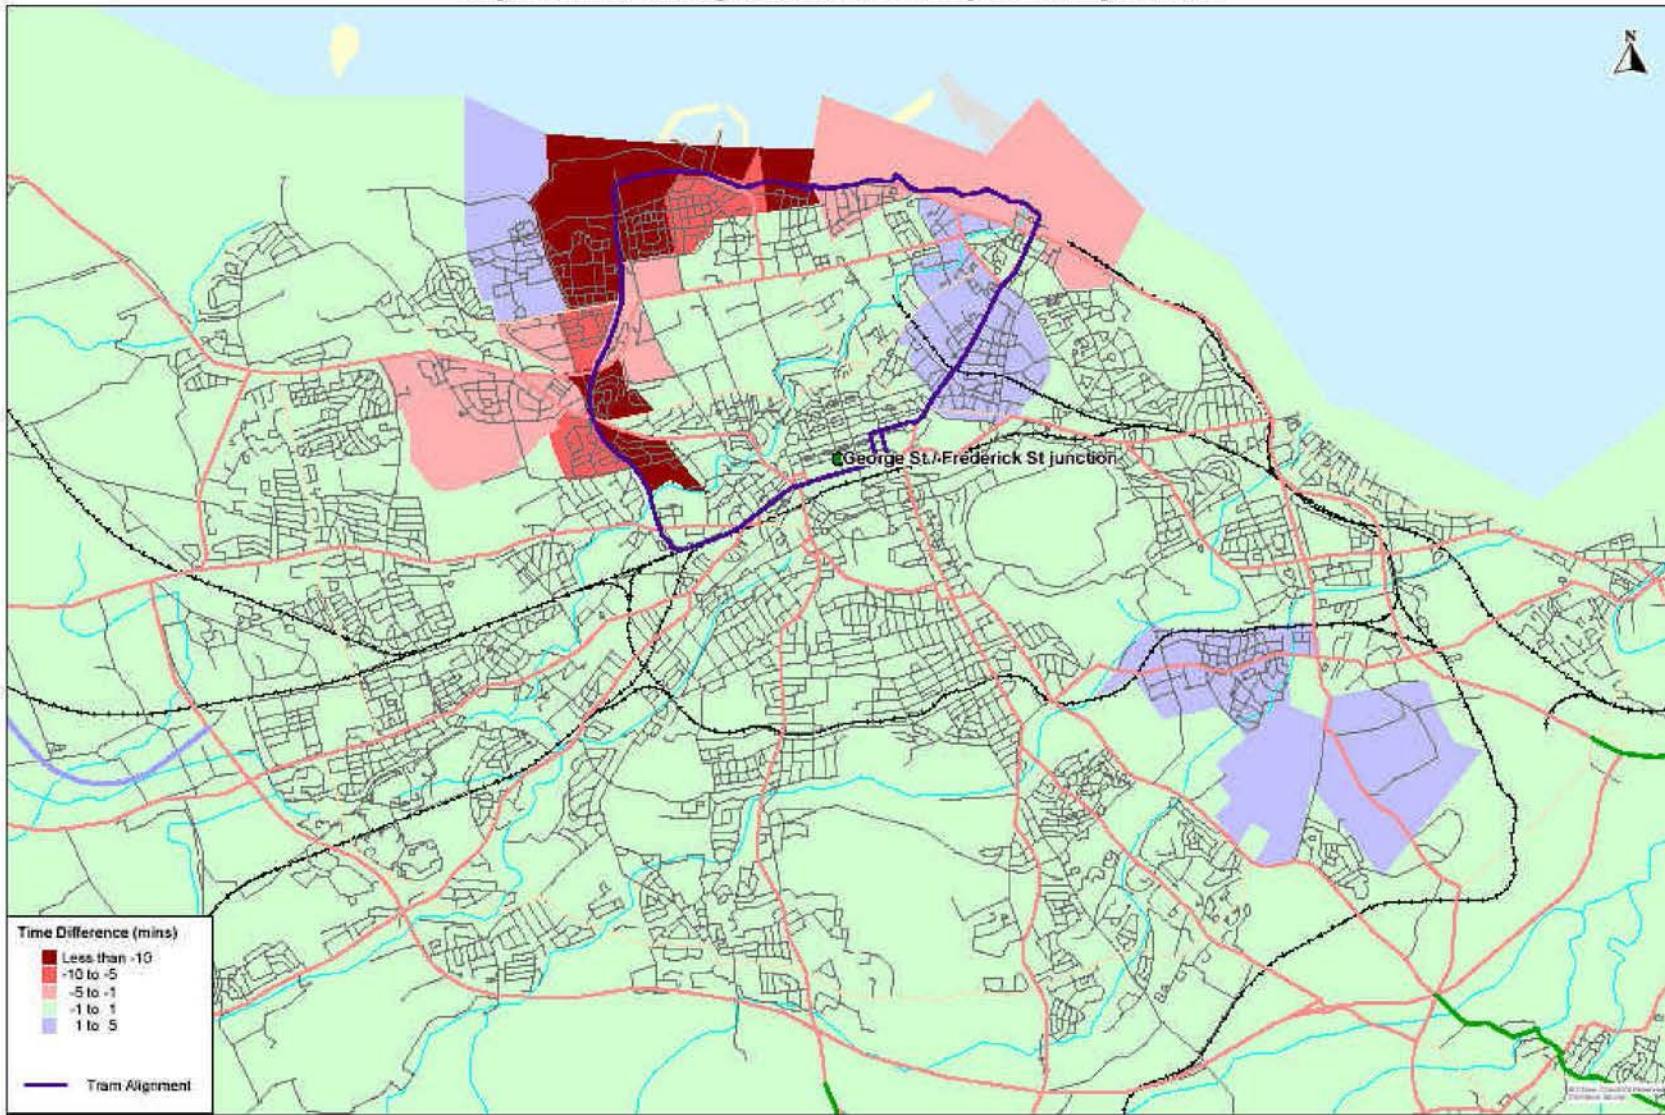 N
George St./ Frederick St junction
Time Difference (mins)
Less than -10
-10 to -5
-5 to -1
-1 to 1
1 to 5
Tram Alignment